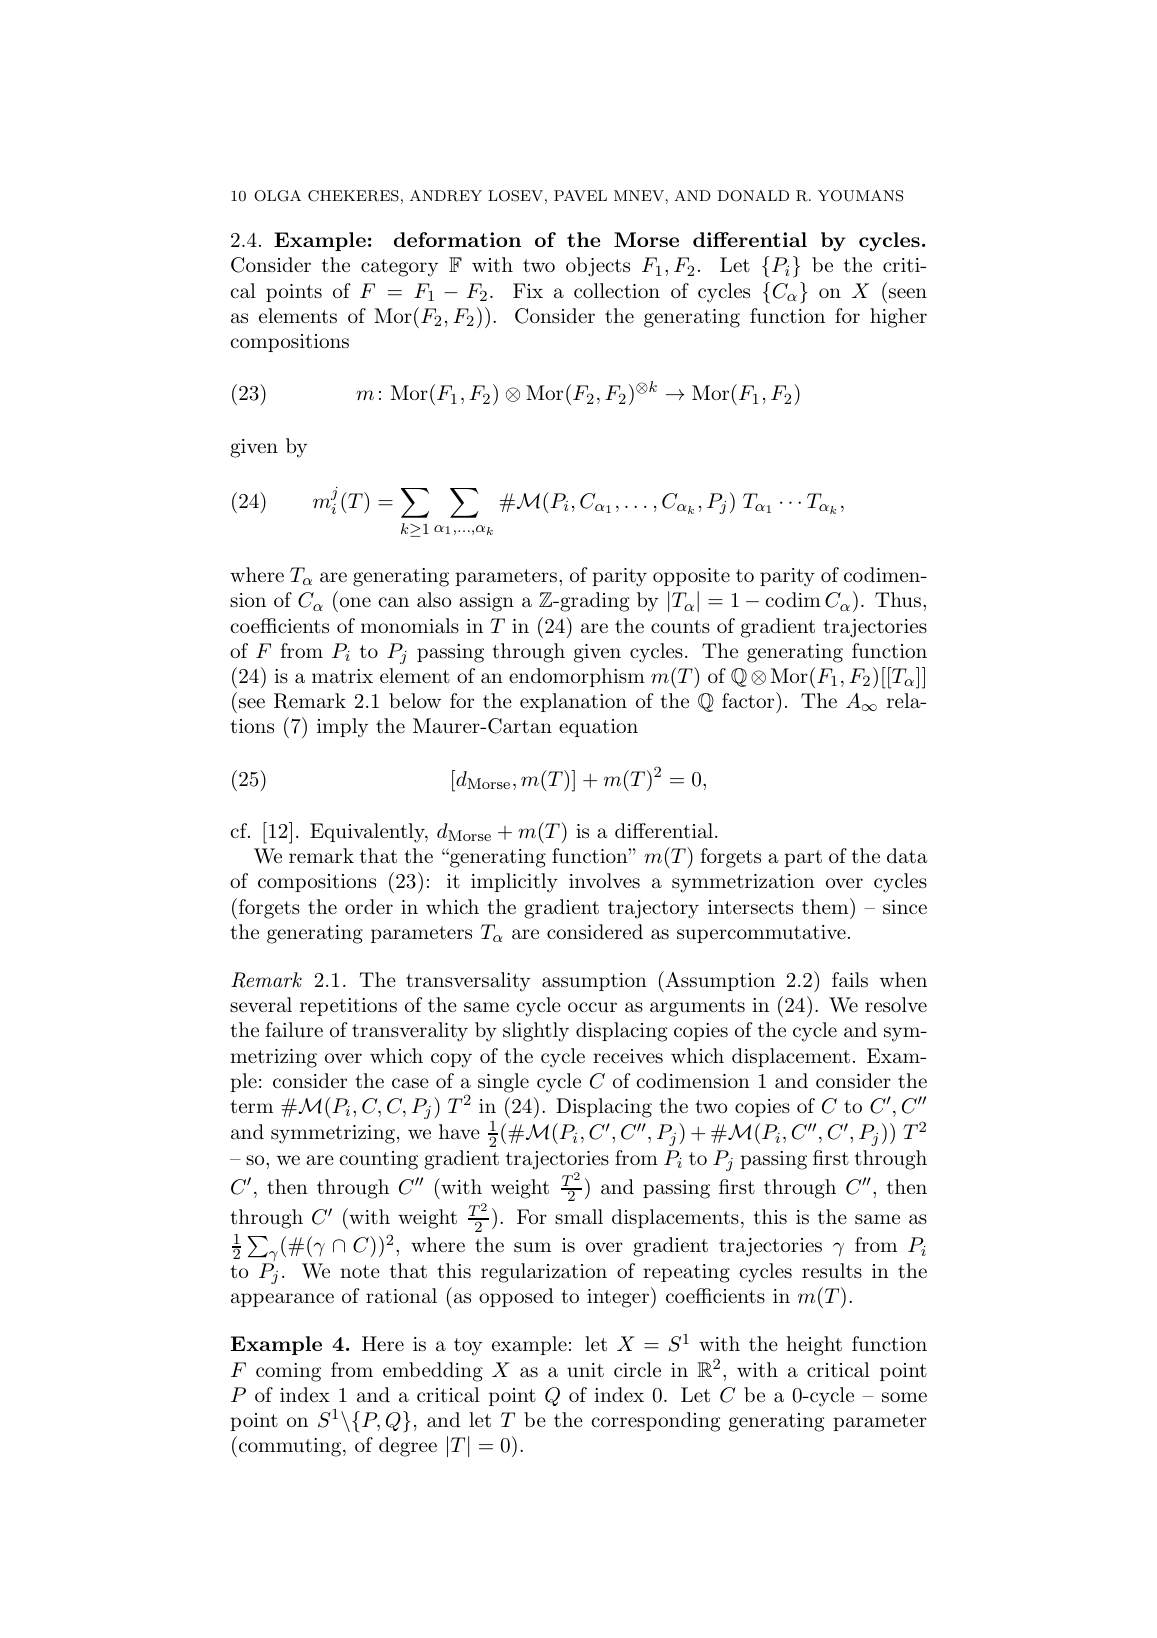 10 OLGA CHEKERES, ANDREY LOSEV, PAVEL MNEV, AND DONALD R. YOUMANS
2.4. Example: deformation of the Morse differential by cycles.
Consider the category 𝔽 with two objects F₁, F₂. Let {Pᵢ} be the criti-
cal points of F = F₁ − F₂. Fix a collection of cycles {C_α} on X (seen
as elements of Mor(F₂, F₂)). Consider the generating function for higher
compositions
(23) m: Mor(F₁, F₂) ⊗ Mor(F₂, F₂)^{⊗k} → Mor(F₁, F₂)
given by
(24) m_i^j(T) = ∑_{k≥1} ∑_{α₁,...,α_k} #ℳ(P_i, C_{α₁}, . . . , C_{α_k}, P_j) T_{α₁} ··· T_{α_k},
where T_α are generating parameters, of parity opposite to parity of codimen-
sion of C_α (one can also assign a ℤ-grading by |T_α| = 1 − codim C_α). Thus,
coefficients of monomials in T in (24) are the counts of gradient trajectories
of F from P_i to P_j passing through given cycles. The generating function
(24) is a matrix element of an endomorphism m(T) of ℚ⊗Mor(F₁, F₂)[[T_α]]
(see Remark 2.1 below for the explanation of the ℚ factor). The A_∞ rela-
tions (7) imply the Maurer-Cartan equation
(25) [d_Morse, m(T)] + m(T)² = 0,
cf. [12]. Equivalently, d_Morse + m(T) is a differential.
We remark that the “generating function” m(T) forgets a part of the data
of compositions (23): it implicitly involves a symmetrization over cycles
(forgets the order in which the gradient trajectory intersects them) – since
the generating parameters T_α are considered as supercommutative.
Remark 2.1. The transversality assumption (Assumption 2.2) fails when
several repetitions of the same cycle occur as arguments in (24). We resolve
the failure of transverality by slightly displacing copies of the cycle and sym-
metrizing over which copy of the cycle receives which displacement. Exam-
ple: consider the case of a single cycle C of codimension 1 and consider the
term #ℳ(P_i, C, C, P_j) T² in (24). Displacing the two copies of C to C′, C″
and symmetrizing, we have ½(#ℳ(P_i, C′, C″, P_j) + #ℳ(P_i, C″, C′, P_j)) T²
– so, we are counting gradient trajectories from P_i to P_j passing first through
C′, then through C″ (with weight T²/2) and passing first through C″, then
through C′ (with weight T²/2). For small displacements, this is the same as
½ ∑_γ(#(γ ∩ C))², where the sum is over gradient trajectories γ from P_i
to P_j. We note that this regularization of repeating cycles results in the
appearance of rational (as opposed to integer) coefficients in m(T).
Example 4. Here is a toy example: let X = S¹ with the height function
F coming from embedding X as a unit circle in ℝ², with a critical point
P of index 1 and a critical point Q of index 0. Let C be a 0-cycle – some
point on S¹\{P, Q}, and let T be the corresponding generating parameter
(commuting, of degree |T| = 0).